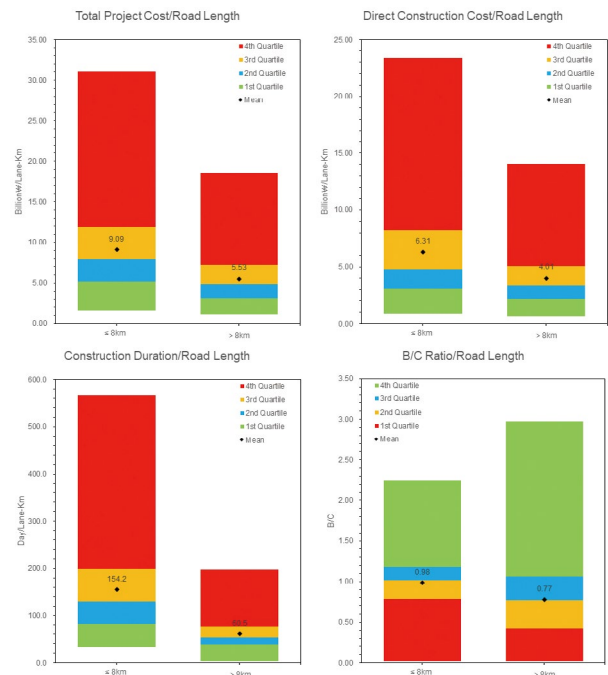 Total Project Cost/Road Length
35.00
30.00
25.00
20.00
15.00
10.00
5.00
0.00
Billion₩/Lane-Km
4th Quartile
3rd Quartile
2nd Quartile
1st Quartile
Mean
9.09
5.53
≤ 8km
> 8km
Direct Construction Cost/Road Length
25.00
20.00
15.00
10.00
5.00
0.00
Billion₩/Lane-Km
4th Quartile
3rd Quartile
2nd Quartile
1st Quartile
Mean
6.31
4.01
≤ 8km
> 8km
Construction Duration/Road Length
600.0
500.0
400.0
300.0
200.0
100.0
0.0
Day/Lane-Km
4th Quartile
3rd Quartile
2nd Quartile
1st Quartile
Mean
154.2
≤ 8km
> 8km
B/C Ratio/Road Length
3.50
3.00
2.50
2.00
1.50
1.00
0.50
0.00
B/C
4th Quartile
3rd Quartile
2nd Quartile
1st Quartile
Mean
0.98
0.77
≤ 8km
> 8km